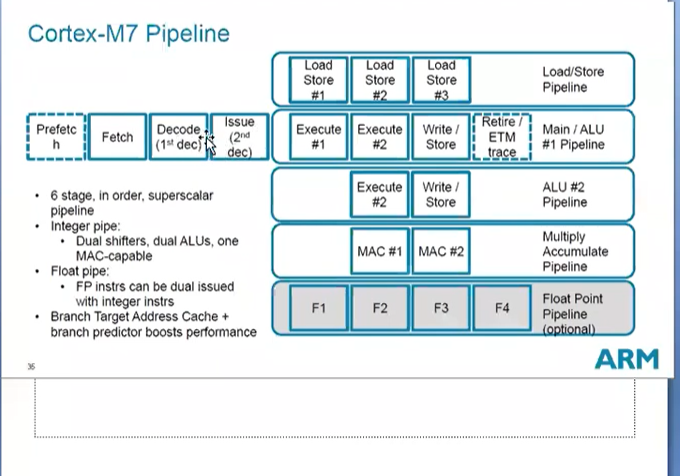 Cortex-M7 Pipeline
Load
Store
#1
Load
Store
#2
Load
Store
#3
Load/Store
Pipeline
Prefetc
h
Fetch
Decode
(1st dec)
Issue
(2nd
dec)
Execute
#1
Execute
#2
Write /
Store
Retire /
ETM
trace
Main / ALU
#1 Pipeline
Execute
#2
Write /
Store
ALU #2
Pipeline
MAC #1
MAC #2
Multiply
Accumulate
Pipeline
F1
F2
F3
F4
Float Point
Pipeline
(optional)
• 6 stage, in order, superscalar
pipeline
• Integer pipe:
• Dual shifters, dual ALUs, one
MAC-capable
• Float pipe:
• FP instrs can be dual issued
with integer instrs
• Branch Target Address Cache +
branch predictor boosts performance
35
ARM